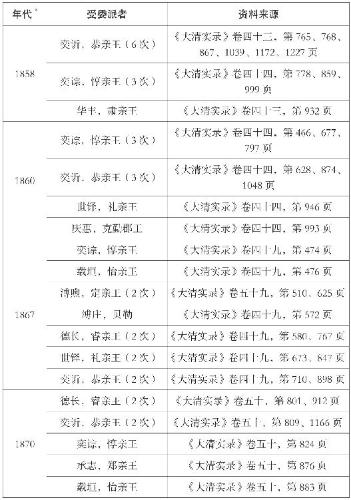 年代* 受委派者 资料来源
1858
奕䜣,恭亲王(6次) 《大清实录》卷四十三,第765、768、
867、1039、1172、1227页
奕誴,惇亲王(3次) 《大清实录》卷四十四,第778、859、
999页
华丰,肃亲王 《大清实录》卷四十三,第932页
1860
奕誴,惇亲王(3次) 《大清实录》卷四十四,第466、677、
797页
奕䜣,恭亲王(3次) 《大清实录》卷四十四,第628、874、
1048页
世铎,礼亲王 《大清实录》卷四十四,第946页
庆惠,克勤郡王 《大清实录》卷四十四,第993页
1867
奕誴,惇亲王 《大清实录》卷四十九,第474页
载垣,怡亲王 《大清实录》卷四十九,第476页
溥煦,定亲王(2次) 《大清实录》卷五十九,第510、625页
溥庄,贝勒 《大清实录》卷四十九,第572页
德长,睿亲王(2次) 《大清实录》卷四十九,第580、767页
世铎,礼亲王(2次) 《大清实录》卷四十九,第673、847页
奕䜣,恭亲王(2次) 《大清实录》卷四十九,第710、898页
1870
德长,睿亲王(2次) 《大清实录》卷五十,第801、912页
奕䜣,恭亲王(2次) 《大清实录》卷五十,第809、1166页
奕誴,惇亲王 《大清实录》卷五十,第824页
承志,郑亲王 《大清实录》卷五十,第876页
载垣,怡亲王 《大清实录》卷五十,第883页